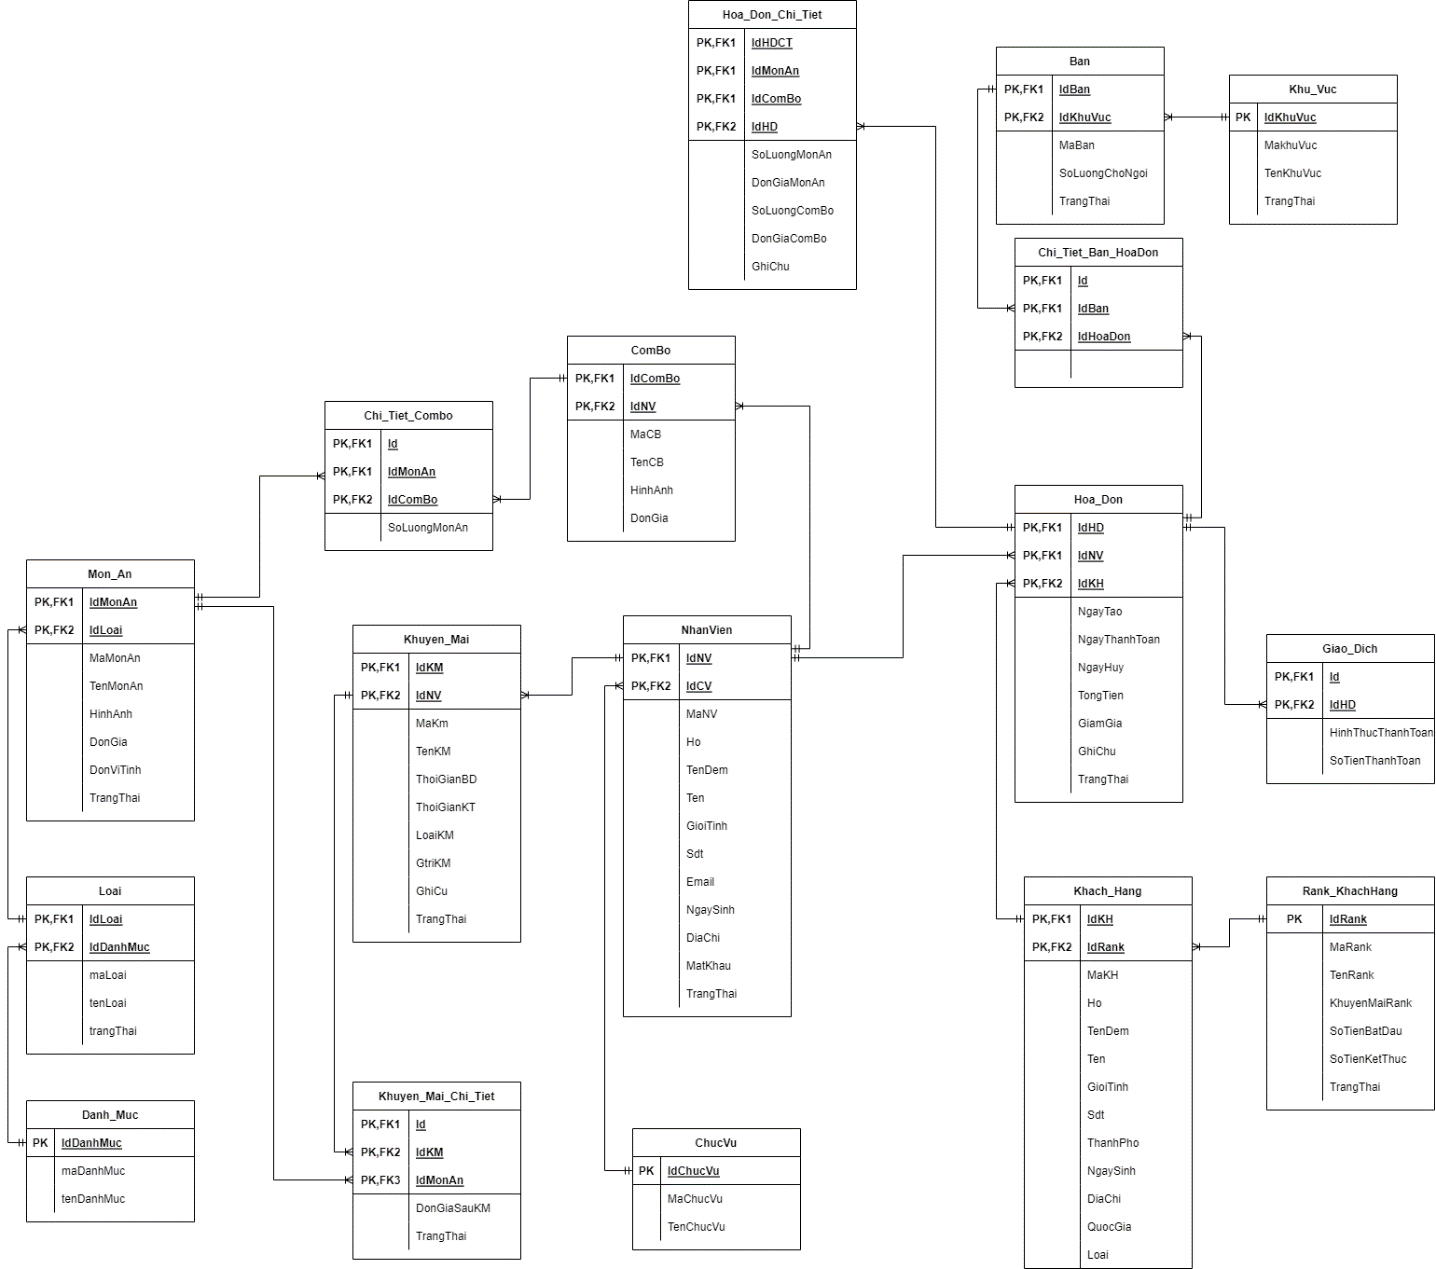 Hoa_Don_Chi_Tiet
PK,FK1 IdHDCT
PK,FK1 IdMonAn
PK,FK1 IdComBo
PK,FK2 IdHD
SoLuongMonAn
DonGiaMonAn
SoLuongComBo
DonGiaComBo
GhiChu
Ban
PK,FK1 IdBan
PK,FK2 IdKhuVuc
MaBan
SoLuongChoNgoi
TrangThai
Khu_Vuc
PK IdKhuVuc
MakhuVuc
TenKhuVuc
TrangThai
Chi_Tiet_Ban_HoaDon
PK,FK1 Id
PK,FK1 IdBan
PK,FK2 IdHoaDon
ComBo
PK,FK1 IdComBo
PK,FK2 IdNV
MaCB
TenCB
HinhAnh
DonGia
Chi_Tiet_Combo
PK,FK1 Id
PK,FK1 IdMonAn
PK,FK2 IdComBo
SoLuongMonAn
Hoa_Don
PK,FK1 IdHD
PK,FK1 IdNV
PK,FK2 IdKH
NgayTao
NgayThanhToan
NgayHuy
TongTien
GiamGia
GhiChu
TrangThai
Mon_An
PK,FK1 IdMonAn
PK,FK2 IdLoai
MaMonAn
TenMonAn
HinhAnh
DonGia
DonViTinh
TrangThai
Khuyen_Mai
PK,FK1 IdKM
PK,FK2 IdNV
MaKm
TenKM
ThoiGianBD
ThoiGianKT
LoaiKM
GtriKM
GhiCu
TrangThai
NhanVien
PK,FK1 IdNV
PK,FK2 IdCV
MaNV
Ho
TenDem
Ten
GioiTinh
Sdt
Email
NgaySinh
DiaChi
MatKhau
TrangThai
Giao_Dich
PK,FK1 Id
PK,FK2 IdHD
HinhThucThanhToan
SoTienThanhToan
Loai
PK,FK1 IdLoai
PK,FK2 IdDanhMuc
maLoai
tenLoai
trangThai
Khach_Hang
PK,FK1 IdKH
PK,FK2 IdRank
MaKH
Ho
TenDem
Ten
GioiTinh
Sdt
ThanhPho
NgaySinh
DiaChi
QuocGia
Loai
Rank_KhachHang
PK IdRank
MaRank
TenRank
KhuyenMaiRank
SoTienBatDau
SoTienKetThuc
TrangThai
Danh_Muc
PK IdDanhMuc
maDanhMuc
tenDanhMuc
Khuyen_Mai_Chi_Tiet
PK,FK1 Id
PK,FK2 IdKM
PK,FK3 IdMonAn
DonGiaSauKM
TrangThai
ChucVu
PK IdChucVu
MaChucVu
TenChucVu